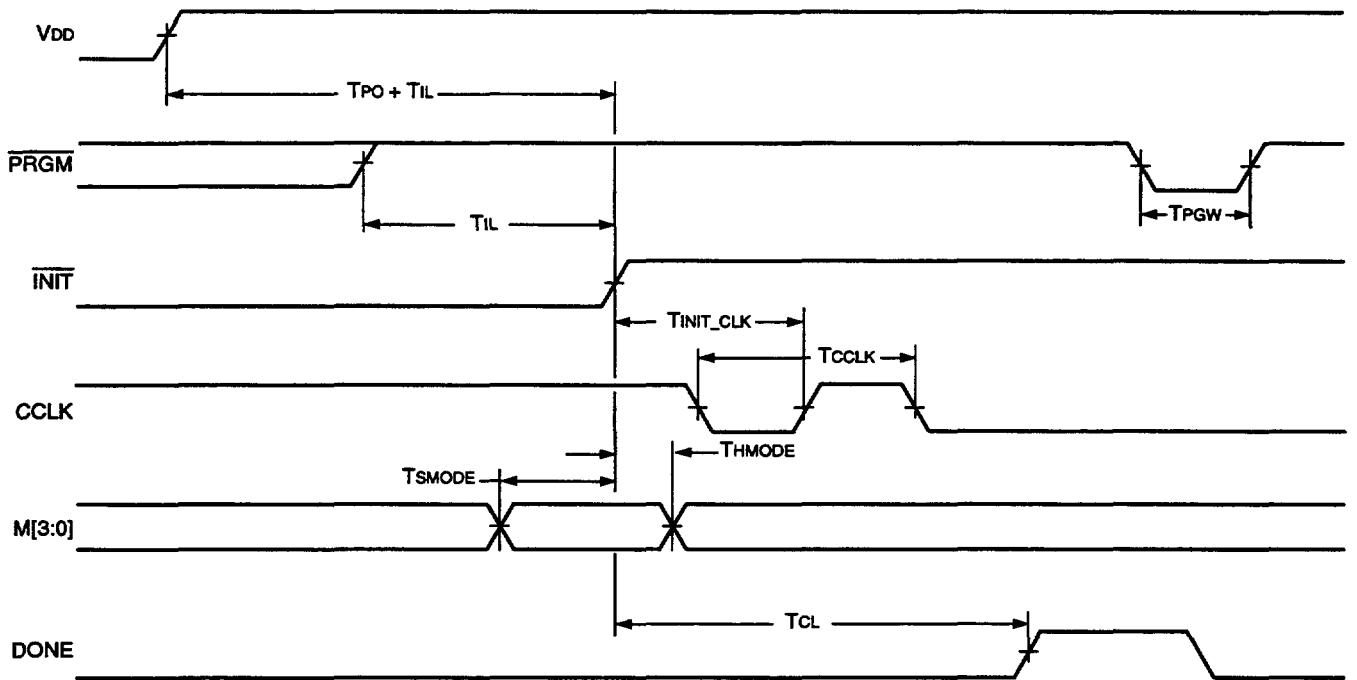 VDD
TPO + TIL
PRGM
TIL
TPGW
INIT
TINIT_CLK
TCCLK
CCLK
THMODE
TSMODE
M[3:0]
TCL
DONE